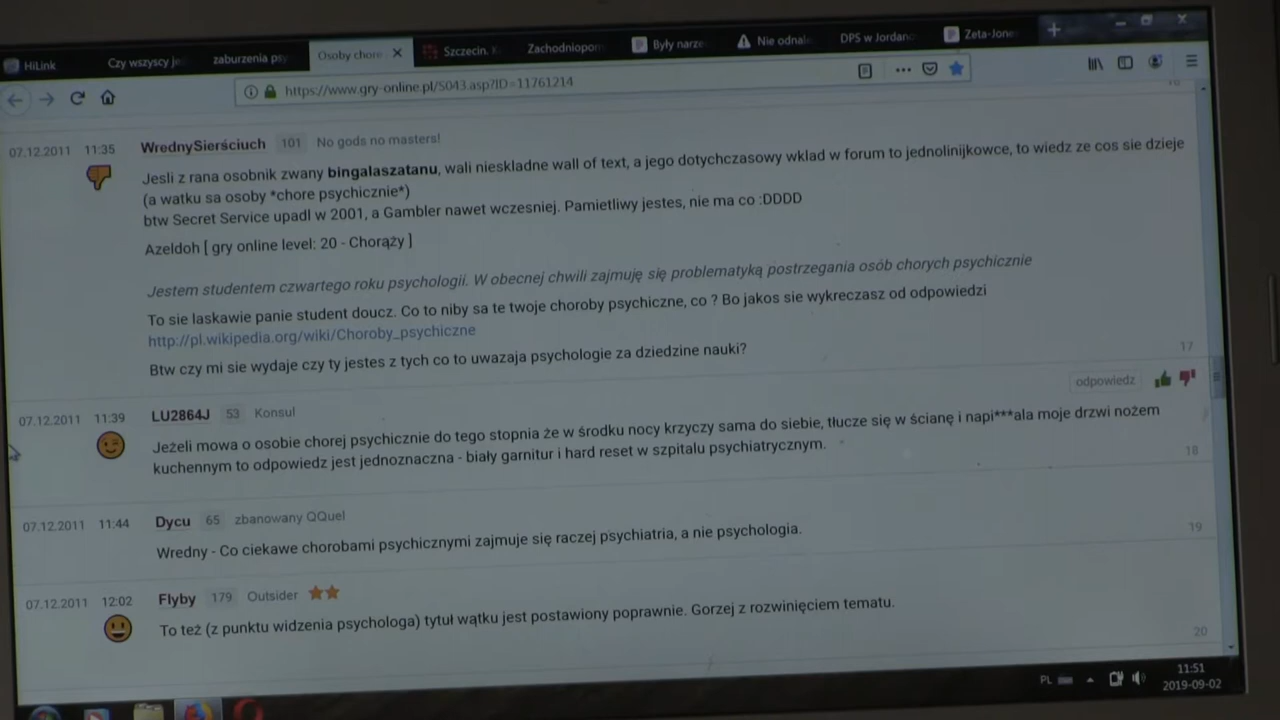 HiLink
Czy wszyscy je
zaburzenia psy
Osoby chore
Szczecin.
Zachodniopom
Były narze
Nie odnal
DPS w Jordano
Zeta-Jone
https://www.gry-online.pl/S043.asp?ID=11761214
07.12.2011 11:35 WrednySierściuch 101 No gods no masters!
Jesli z rana osobnik zwany bingalaszatanu, wali nieskladne wall of text, a jego dotychczasowy wklad w forum to jednolinijkowce, to wiedz ze cos sie dzieje
(a watku sa osoby *chore psychicznie*)
btw Secret Service upadl w 2001, a Gambler nawet wczesniej. Pamietliwy jestes, nie ma co :DDDD
Azeldoh [ gry online level: 20 - Chorąży ]
Jestem studentem czwartego roku psychologii. W obecnej chwili zajmuję się problematyką postrzegania osób chorych psychicznie
To sie laskawie panie student doucz. Co to niby sa te twoje choroby psychiczne, co ? Bo jakos sie wykreczasz od odpowiedzi
http://pl.wikipedia.org/wiki/Choroby_psychiczne
Btw czy mi sie wydaje czy ty jestes z tych co to uwazaja psychologie za dziedzine nauki?
17
odpowiedz
07.12.2011 11:39 LU2864J 53 Konsul
Jeżeli mowa o osobie chorej psychicznie do tego stopnia że w środku nocy krzyczy sama do siebie, tłucze się w ścianę i napi***ala moje drzwi nożem
kuchennym to odpowiedz jest jednoznaczna - biały garnitur i hard reset w szpitalu psychiatrycznym.
18
07.12.2011 11:44 Dycu 65 zbanowany QQuel
Wredny - Co ciekawe chorobami psychicznymi zajmuje się raczej psychiatria, a nie psychologia.
19
07.12.2011 12:02 Flyby 179 Outsider
To też (z punktu widzenia psychologa) tytuł wątku jest postawiony poprawnie. Gorzej z rozwinięciem tematu.
20
PL
11:51
2019-09-02